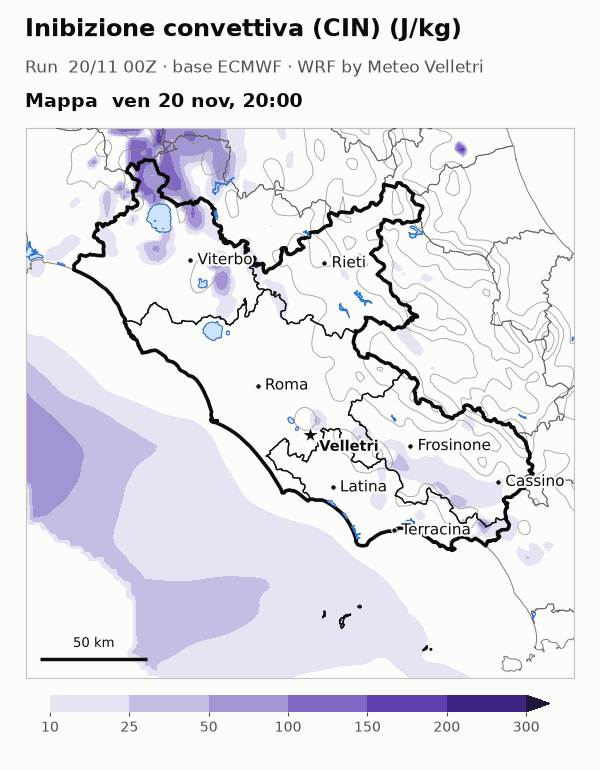 Inibizione convettiva (CIN) (J/kg)
Run  20/11 00Z · base ECMWF · WRF by Meteo Velletri
Mappa  ven 20 nov, 20:00
Viterbo
Rieti
Roma
Velletri
Frosinone
Cassino
Latina
Terracina
50 km
10 25 50 100 150 200 300